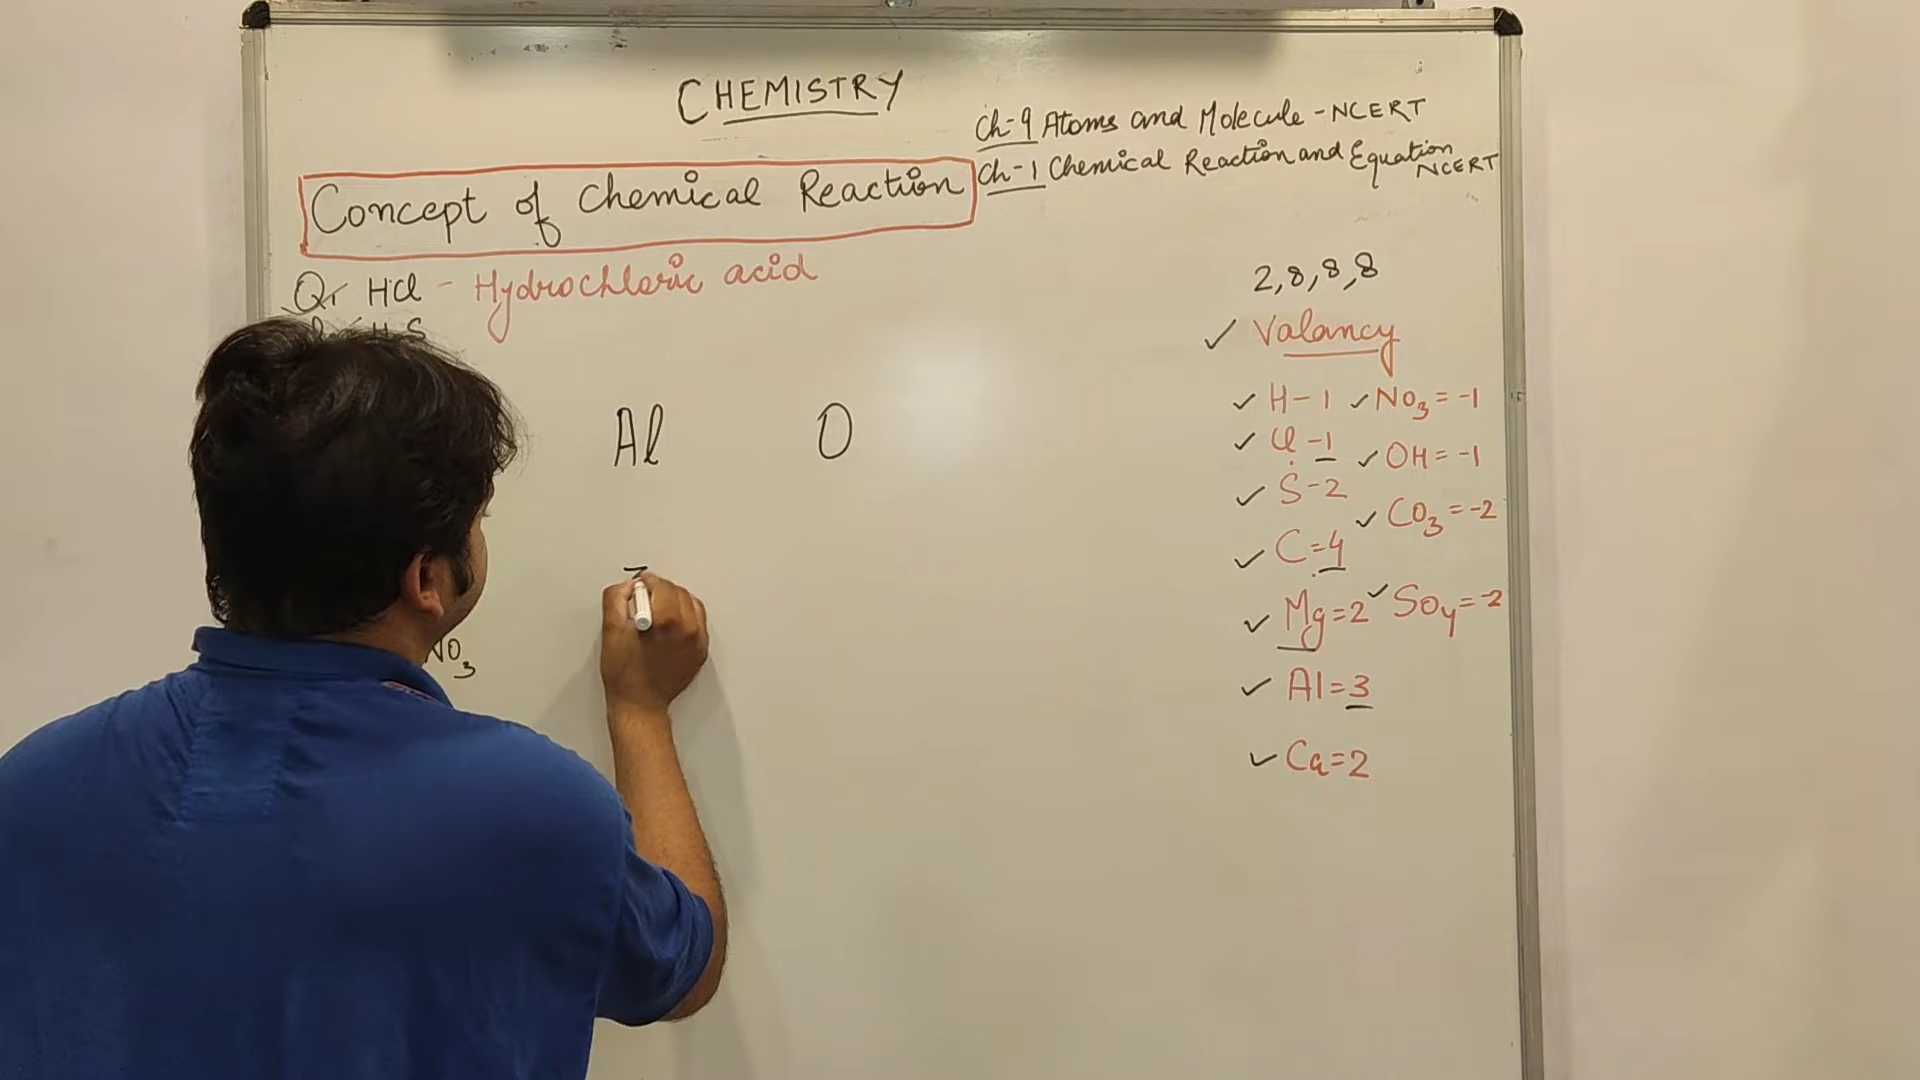 CHEMISTRY
Ch-9 Atoms and Molecule - NCERT
Ch-1 Chemical Reaction and Equation
NCERT
Concept of Chemical Reaction
Q1 HCl - Hydrochloric acid
H S
2,8,8,8
Valancy
Al O
H - 1 NO3 = -1
Cl - 1 OH = -1
S - 2 CO3 = -2
C = 4
Mg = 2 SO4 = -2
NO3
Al = 3
Ca = 2